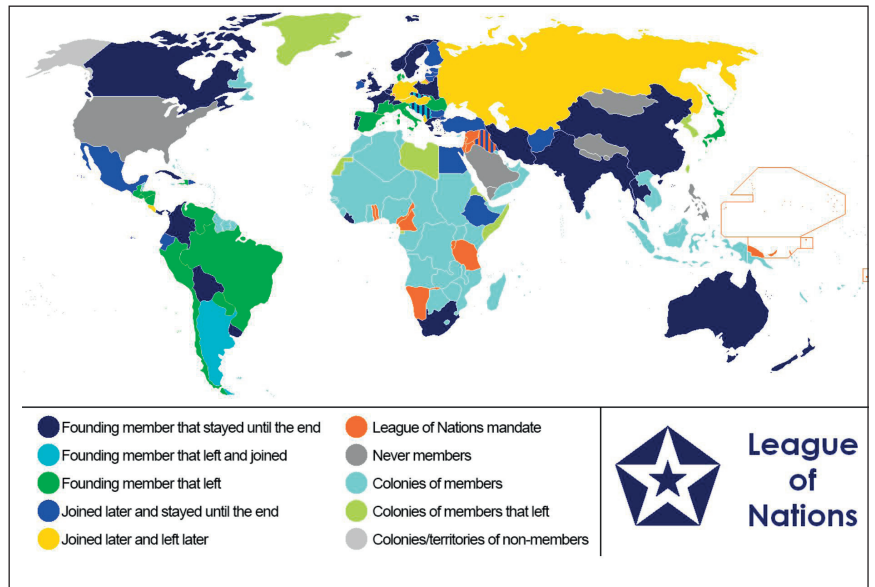 Founding member that stayed until the end
Founding member that left and joined
Founding member that left
Joined later and stayed until the end
Joined later and left later
League of Nations mandate
Never members
Colonies of members
Colonies of members that left
Colonies/territories of non-members
League
of
Nations